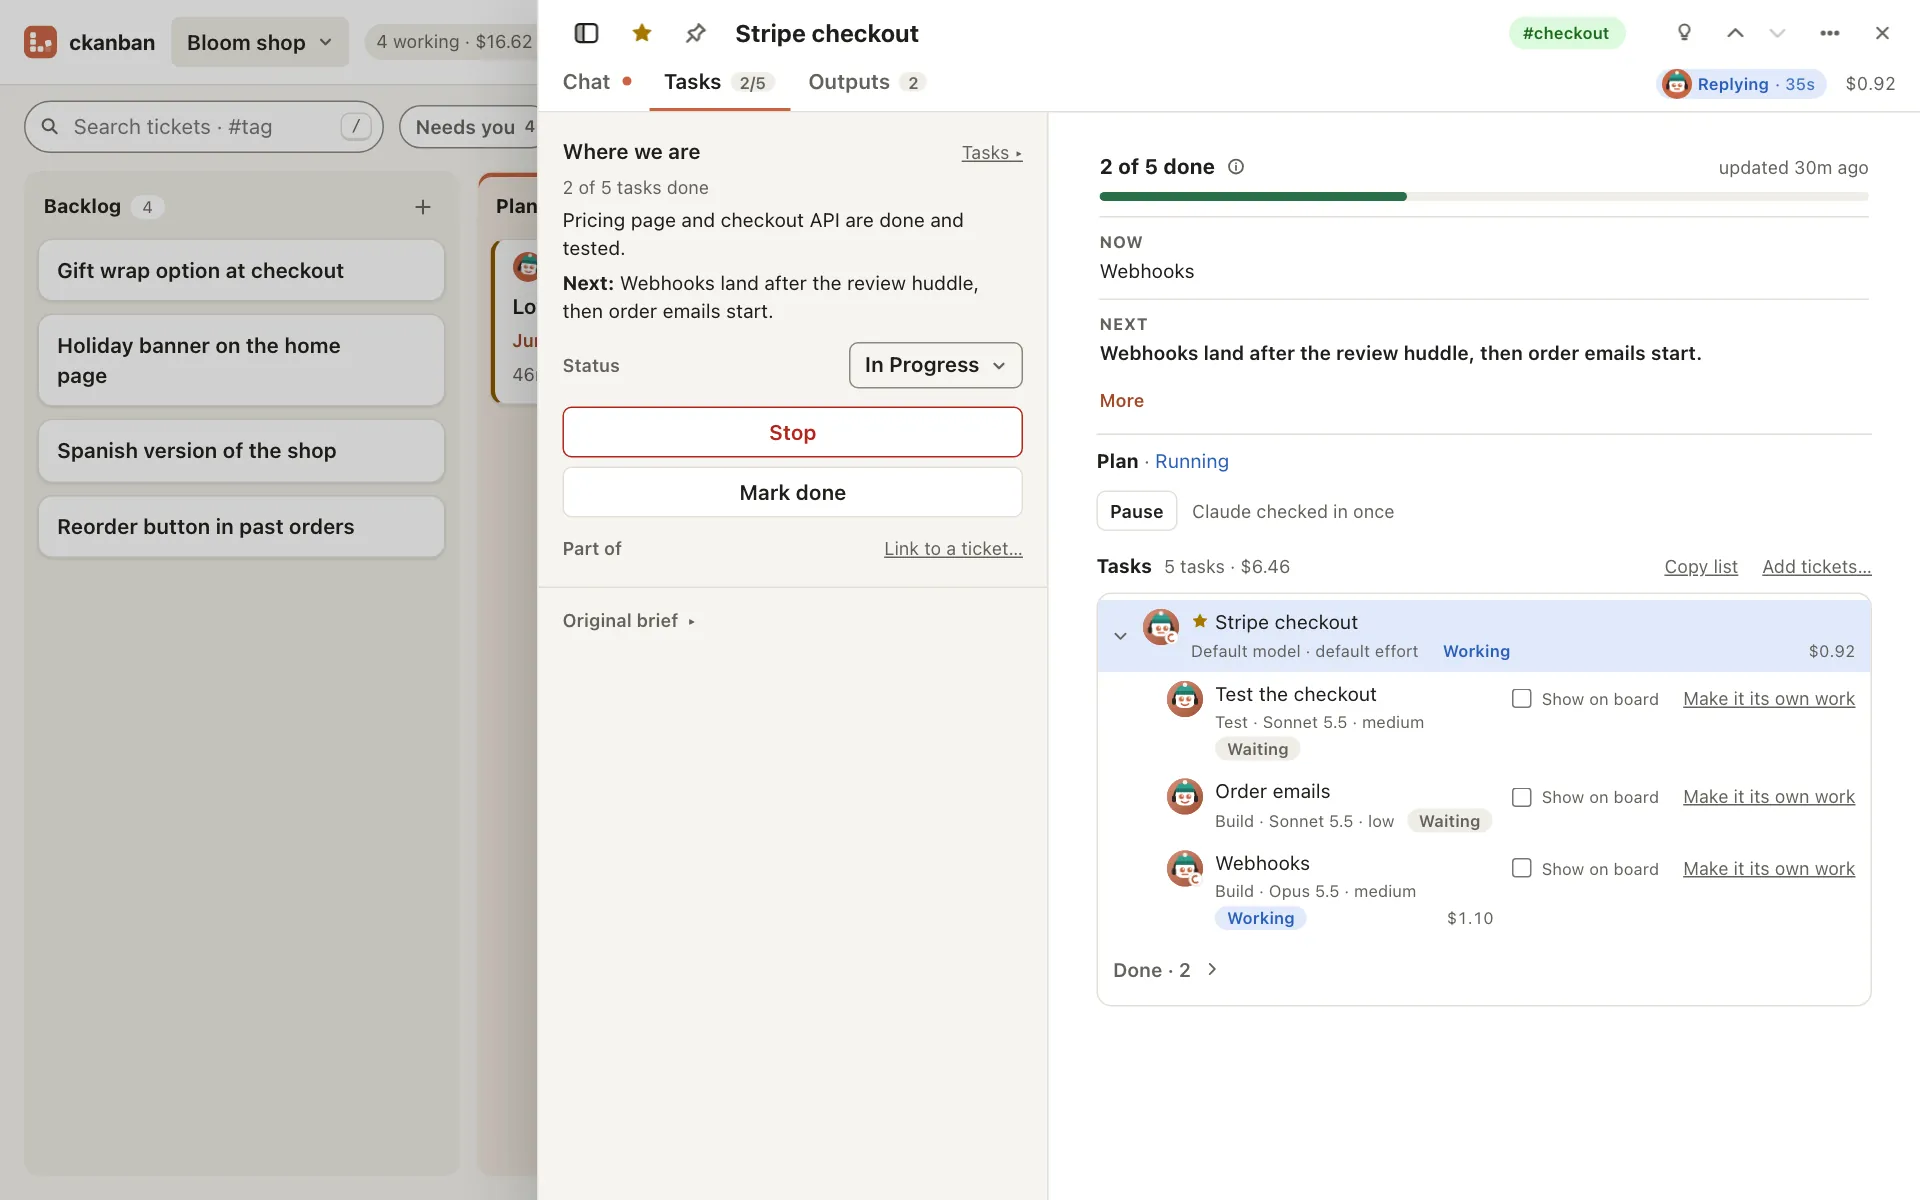 ckanban
Bloom shop
4 working · $16.62
Search tickets · #tag
/
Needs you 4
Backlog 4
Gift wrap option at checkout
Holiday banner on the home
page
Spanish version of the shop
Reorder button in past orders
Plan
Stripe checkout
#checkout
Chat
Tasks 2/5
Outputs 2
Replying · 35s
$0.92
Where we are
Tasks ▸
2 of 5 tasks done
Pricing page and checkout API are done and
tested.
Next: Webhooks land after the review huddle,
then order emails start.
Status
In Progress
Stop
Mark done
Part of
Link to a ticket...
Original brief ▸
2 of 5 done
updated 30m ago
NOW
Webhooks
NEXT
Webhooks land after the review huddle, then order emails start.
More
Plan · Running
Pause
Claude checked in once
Tasks 5 tasks · $6.46
Copy list
Add tickets...
Stripe checkout
Default model · default effort
Working
$0.92
Test the checkout
Test · Sonnet 5.5 · medium
Waiting
Show on board
Make it its own work
Order emails
Build · Sonnet 5.5 · low
Waiting
Show on board
Make it its own work
Webhooks
Build · Opus 5.5 · medium
Working
$1.10
Show on board
Make it its own work
Done · 2